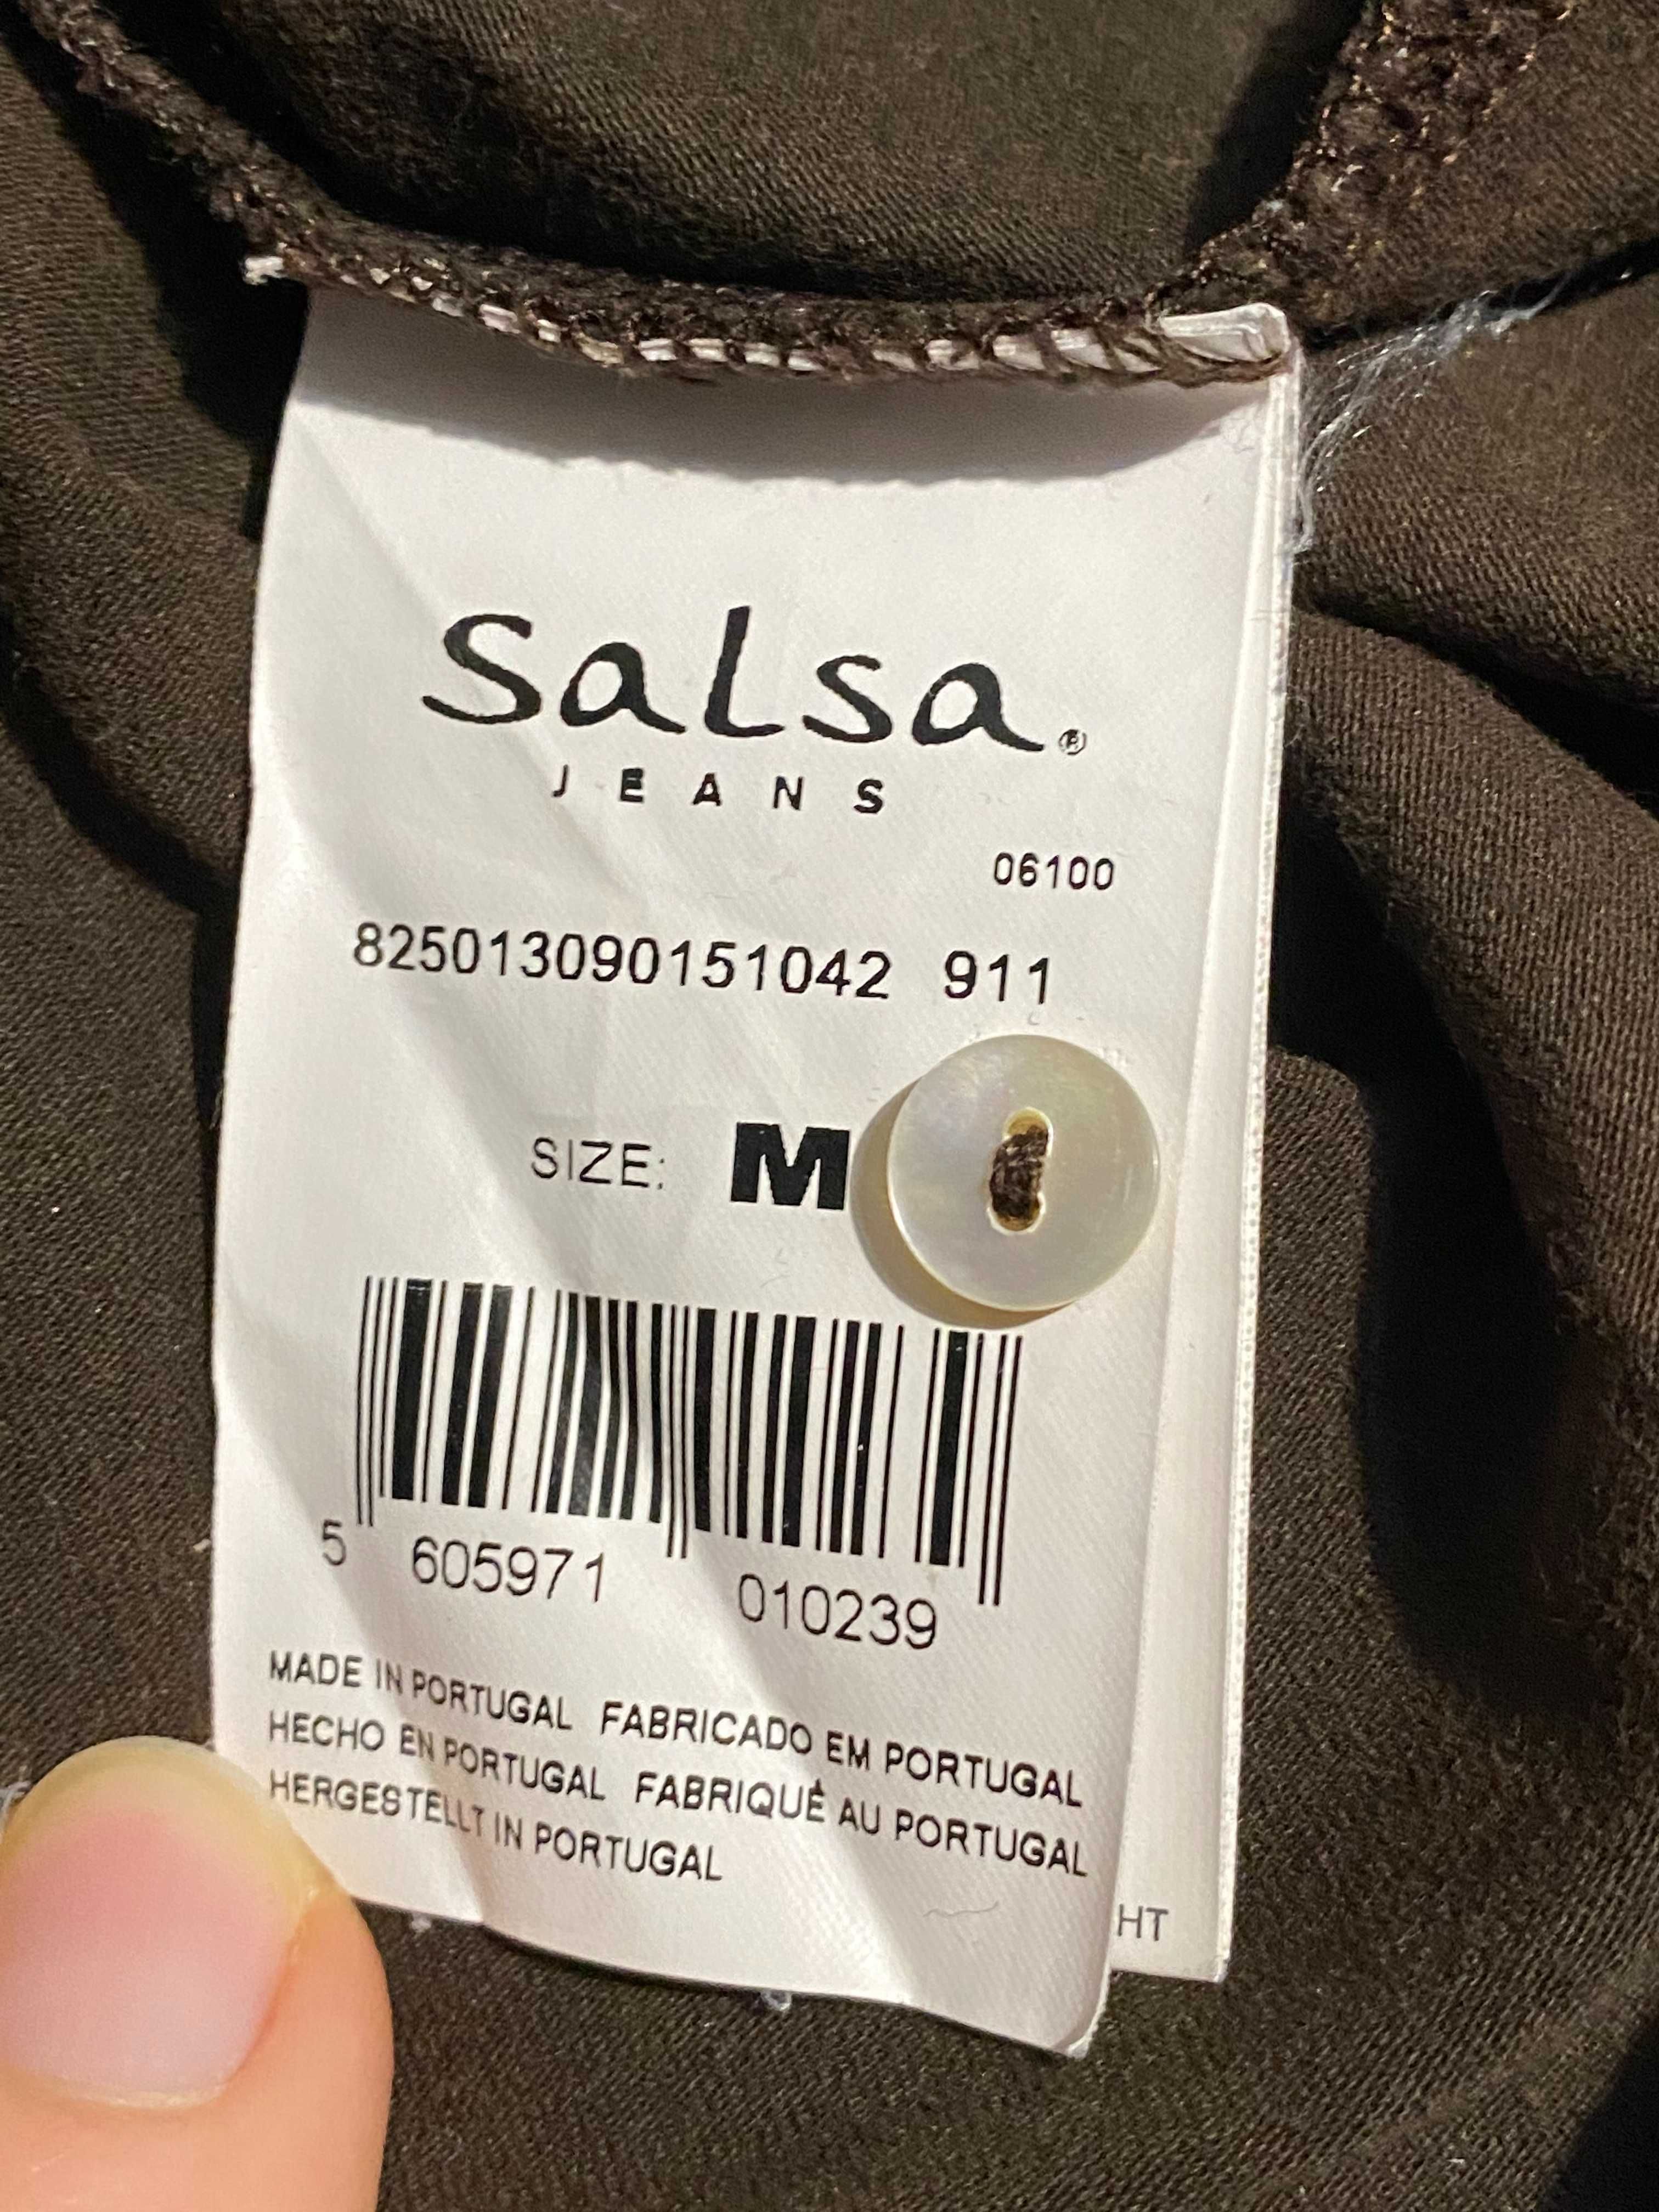 salsa®
JEANS
06100
825013090151042 911
SIZE: M
5 605971 010239
MADE IN PORTUGAL FABRICADO EM PORTUGAL
HECHO EN PORTUGAL FABRIQUÉ AU PORTUGAL
HERGESTELLT IN PORTUGAL
HT